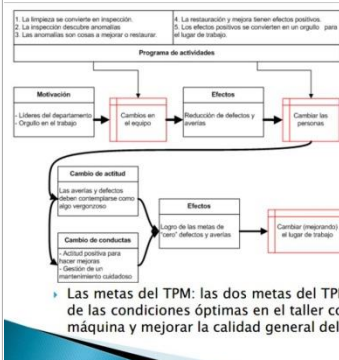 1. La limpieza se convierte en inspección.
2. La inspección descubre anomalías
3. Las anomalías son cosas a mejorar o restaurar.
4. La restauración y mejora tienen efectos positivos.
5. Los efectos positivos se convierten en un orgullo para
el lugar de trabajo.
Programa de actividades
Motivación
- Líderes del departamento
- Orgullo en el trabajo
Cambios en
el equipo
Efectos
Reducción de defectos y
averías
Cambiar las
personas
Cambio de actitud
Las averías y defectos
deben contemplarse como
algo vergonzoso
Cambio de conductas
- Actitud positiva para
hacer mejoras
- Gestión de un
mantenimiento cuidadoso
Efectos
Logro de las metas de
"cero" defectos y averías
Cambiar (mejorando)
el lugar de trabajo
Las metas del TPM: las dos metas del TP
de las condiciones óptimas en el taller co
máquina y mejorar la calidad general del